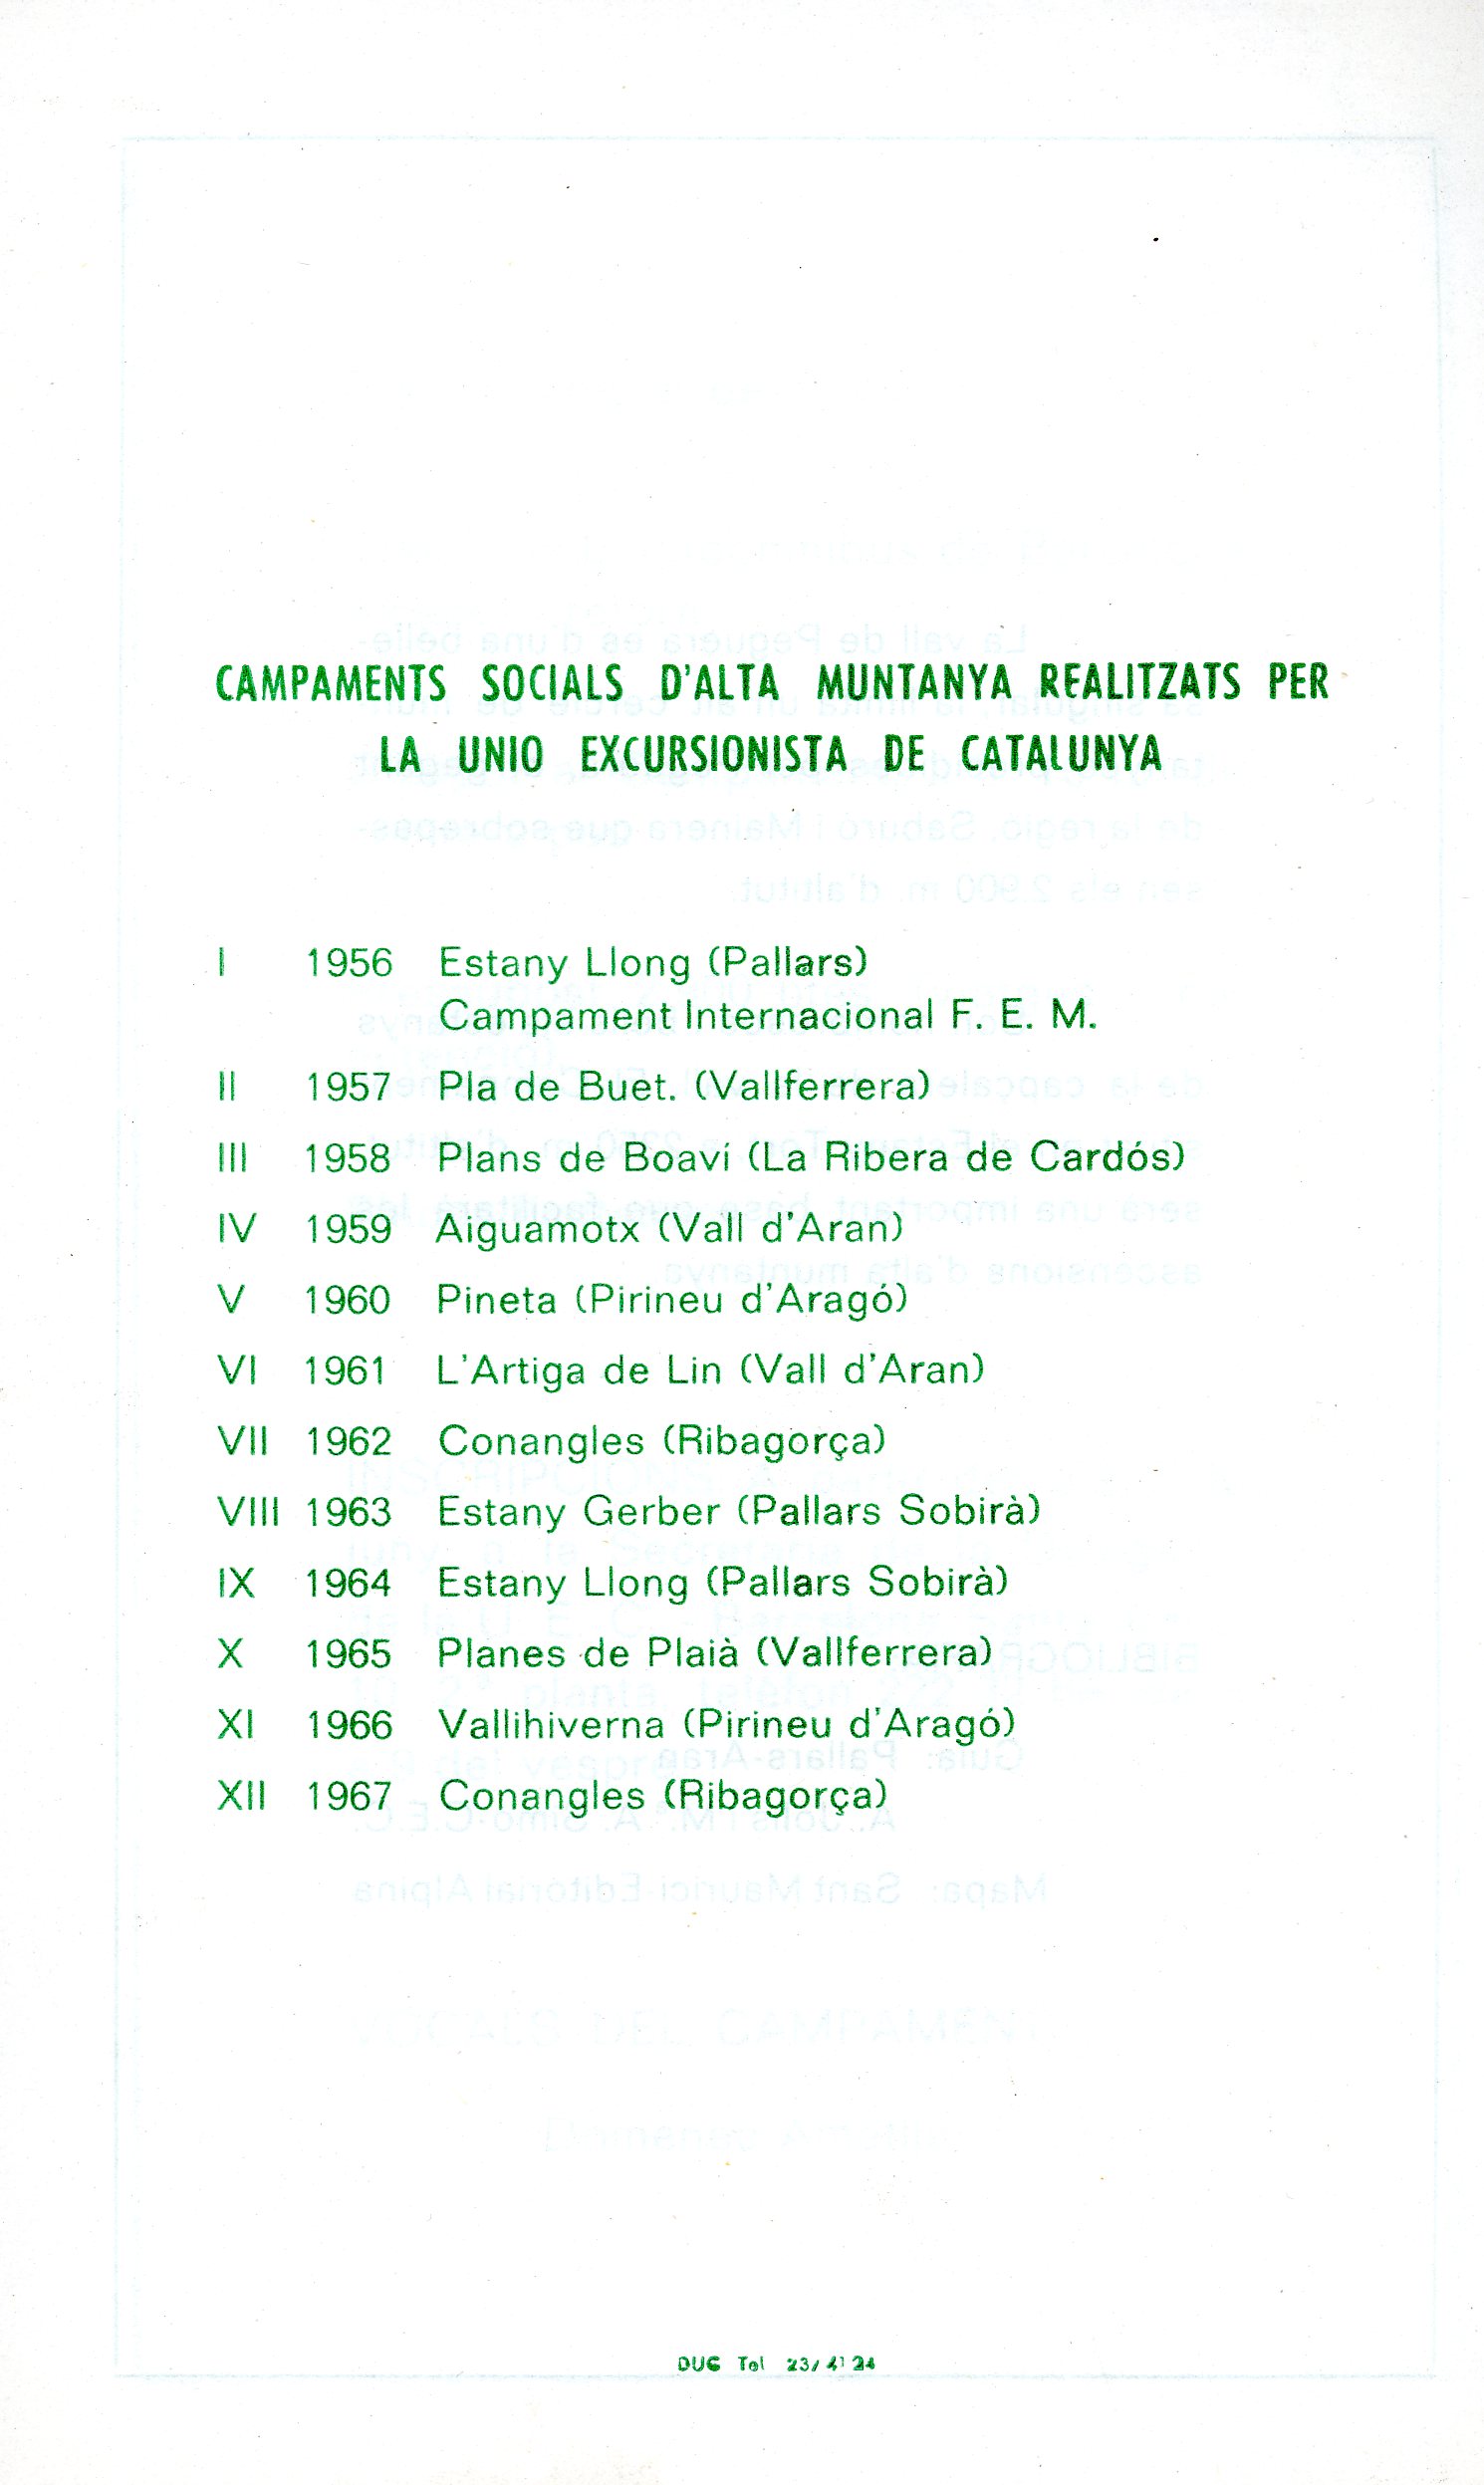 CAMPAMENTS SOCIALS D'ALTA MUNTANYA REALITZATS PER
LA UNIO EXCURSIONISTA DE CATALUNYA
I 1956 Estany Llong (Pallars)
Campament Internacional F. E. M.
II 1957 Pla de Buet. (Vallferrera)
III 1958 Plans de Boaví (La Ribera de Cardós)
IV 1959 Aiguamotx (Vall d'Aran)
V 1960 Pineta (Pirineu d'Aragó)
VI 1961 L'Artiga de Lin (Vall d'Aran)
VII 1962 Conangles (Ribagorça)
VIII 1963 Estany Gerber (Pallars Sobirà)
IX 1964 Estany Llong (Pallars Sobirà)
X 1965 Planes de Plaià (Vallferrera)
XI 1966 Vallihiverna (Pirineu d'Aragó)
XII 1967 Conangles (Ribagorça)
Tel